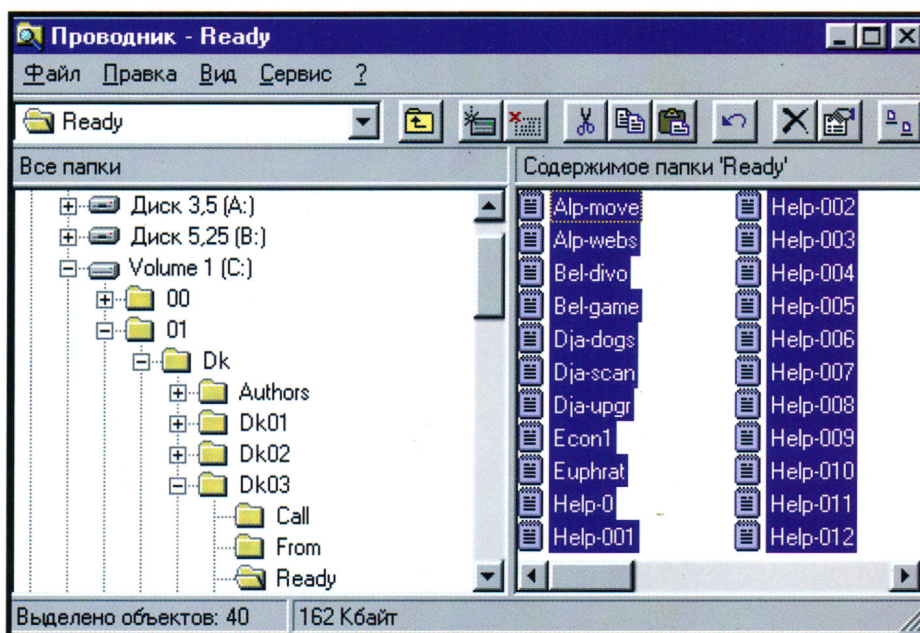 Проводник - Ready
Файл Правка Вид Сервис ?
Ready
Все папки
Содержимое папки 'Ready'
Диск 3,5 (A:)
Диск 5,25 (B:)
Volume 1 (C:)
00
01
Dk
Authors
Dk01
Dk02
Dk03
Call
From
Ready
Alp-move
Alp-webs
Bel-divo
Bel-game
Dja-dogs
Dja-scan
Dja-upgr
Econ1
Euphrat
Help-0
Help-001
Help-002
Help-003
Help-004
Help-005
Help-006
Help-007
Help-008
Help-009
Help-010
Help-011
Help-012
Выделено объектов: 40
162 Кбайт